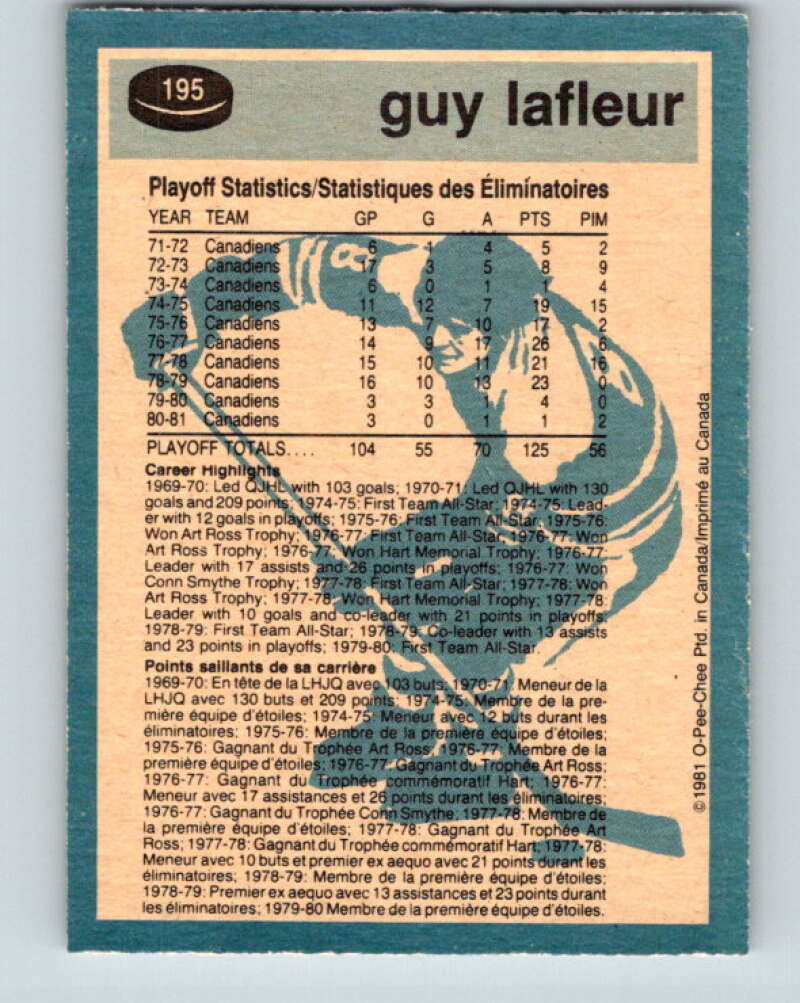 195
guy lafleur
Playoff Statistics/Statistiques des Éliminatoires
YEAR TEAM GP G A PTS PIM
71-72 Canadiens 6 1 4 5 2
72-73 Canadiens 17 3 5 8 9
73-74 Canadiens 6 0 1 1 4
74-75 Canadiens 11 12 7 19 15
75-76 Canadiens 13 7 10 17 2
76-77 Canadiens 14 9 17 26 6
77-78 Canadiens 15 10 11 21 16
78-79 Canadiens 16 10 13 23 0
79-80 Canadiens 3 3 1 4 0
80-81 Canadiens 3 0 1 1 2
PLAYOFF TOTALS.... 104 55 70 125 56
Career Highlights
1969-70: Led QJHL with 103 goals; 1970-71: Led QJHL with 130
goals and 209 points; 1974-75: First Team All-Star; 1974-75: Lead-
er with 12 goals in playoffs; 1975-76: First Team All-Star; 1975-76:
Won Art Ross Trophy; 1976-77: First Team All-Star; 1976-77: Won
Art Ross Trophy; 1976-77: Won Hart Memorial Trophy; 1976-77:
Leader with 17 assists and 26 points in playoffs; 1976-77: Won
Conn Smythe Trophy; 1977-78: First Team All-Star; 1977-78: Won
Art Ross Trophy; 1977-78: Won Hart Memorial Trophy; 1977-78:
Leader with 10 goals and co-leader with 21 points in playoffs;
1978-79: First Team All-Star; 1978-79: Co-leader with 13 assists
and 23 points in playoffs; 1979-80: First Team All-Star.
Points saillants de sa carrière
1969-70: En tête de la LHJQ avec 103 buts; 1970-71: Meneur de la
LHJQ avec 130 buts et 209 points; 1974-75: Membre de la pre-
mière équipe d'étoiles; 1974-75: Meneur avec 12 buts durant les
éliminatoires; 1975-76: Membre de la première équipe d'étoiles;
1975-76: Gagnant du Trophée Art Ross; 1976-77: Membre de la
première équipe d'étoiles; 1976-77: Gagnant du Trophée Art Ross;
1976-77: Gagnant du Trophée commémoratif Hart; 1976-77:
Meneur avec 17 assistances et 26 points durant les éliminatoires;
1976-77: Gagnant du Trophée Conn Smythe; 1977-78: Membre de
la première équipe d'étoiles; 1977-78: Gagnant du Trophée Art
Ross; 1977-78: Gagnant du Trophée commémoratif Hart; 1977-78:
Meneur avec 10 buts et premier ex aequo avec 21 points durant les
éliminatoires; 1978-79: Membre de la première équipe d'étoiles;
1978-79: Premier ex aequo avec 13 assistances et 23 points durant
les éliminatoires; 1979-80 Membre de la première équipe d'étoiles.
©1981 O-Pee-Chee Ptd. in Canada/Imprimé au Canada